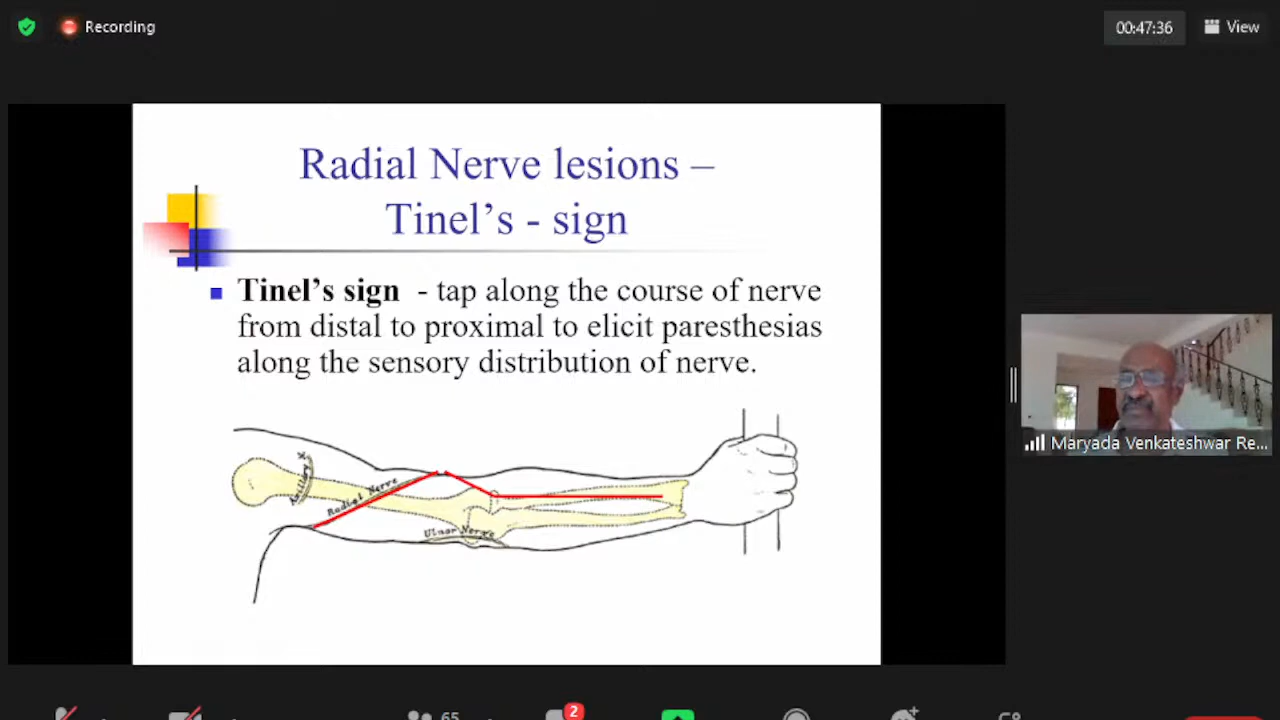 Recording
00:47:36
View
Radial Nerve lesions –
Tinel's - sign
Tinel's sign - tap along the course of nerve
from distal to proximal to elicit paresthesias
along the sensory distribution of nerve.
Axillary N.
Radial Nerve
Ulnar Nerve
Maryada Venkateshwar Re...
65
2